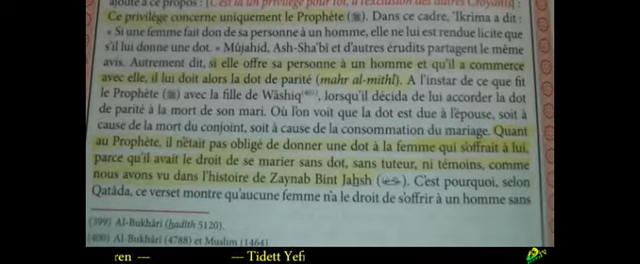 ajoute à ce propos : [C'est là un privilège pour toi, à l'exclusion des autres Croyants]
Ce privilège concerne uniquement le Prophète (ﷺ). Dans ce cadre, 'Ikrima a dit :
« Si une femme fait don de sa personne à un homme, elle ne lui est rendue licite que
s'il lui donne une dot. » Mûjahid, Ash-Sha'bî et d'autres érudits partagent le même
avis. Autrement dit, si elle offre sa personne à un homme et qu'il a commerce
avec elle, il lui doit alors la dot de parité (mahr al-mithl). A l'instar de ce que fit
le Prophète (ﷺ) avec la fille de Wâshiq, lorsqu'il décida de lui accorder la dot
de parité à la mort de son mari. Où l'on voit que la dot est due à l'épouse, soit à
cause de la mort du conjoint, soit à cause de la consommation du mariage. Quant
au Prophète, il n'était pas obligé de donner une dot à la femme qui s'offrait à lui,
parce qu'il avait le droit de se marier sans dot, sans tuteur, ni témoins, comme
nous avons vu dans l'histoire de Zaynab Bint Jahsh. C'est pourquoi, selon
Qatâda, ce verset montre qu'aucune femme n'a le droit de s'offrir à un homme sans
(399) Al-Bukhârî (hadith 5120).
(400) Al-Bukhârî (4788) et Muslim (1464).
ren --- --- Tidett Yefi